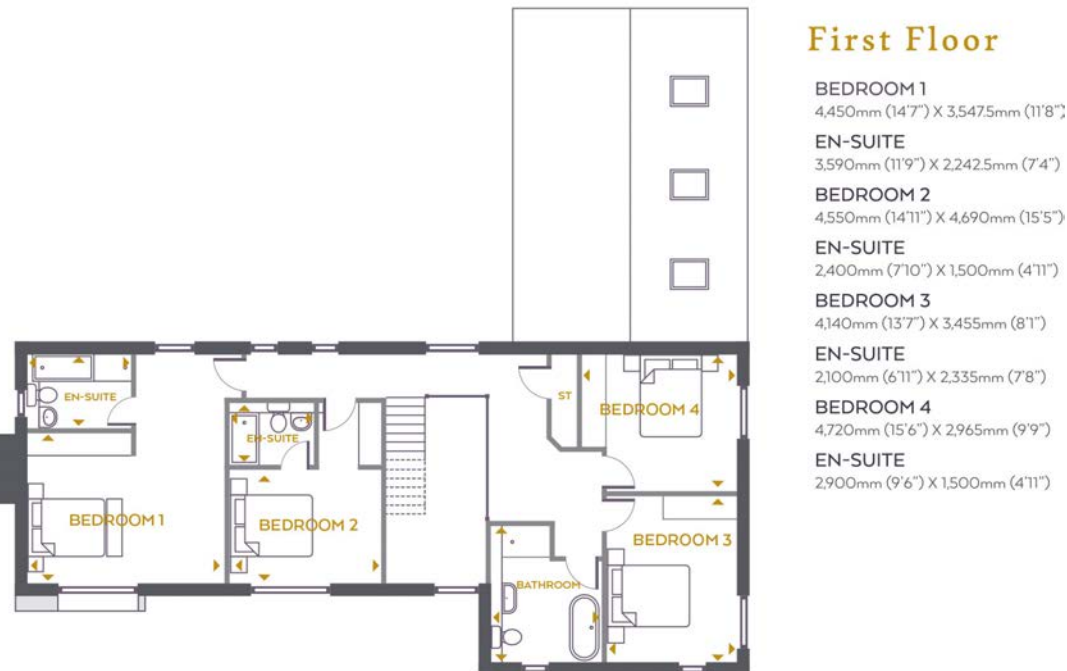 First Floor
BEDROOM 1
4,450mm (14'7") X 3,547.5mm (11'8")
EN-SUITE
3,590mm (11'9") X 2,242.5mm (7'4")
BEDROOM 2
4,550mm (14'11") X 4,690mm (15'5")
EN-SUITE
2,400mm (7'10") X 1,500mm (4'11")
BEDROOM 3
4,140mm (13'7") X 3,455mm (8'1")
EN-SUITE
2,100mm (6'11") X 2,335mm (7'8")
BEDROOM 4
4,720mm (15'6") X 2,965mm (9'9")
EN-SUITE
2,900mm (9'6") X 1,500mm (4'11")
EN-SUITE
ST
BEDROOM 4
EN-SUITE
BEDROOM 1
BEDROOM 2
BEDROOM 3
BATHROOM